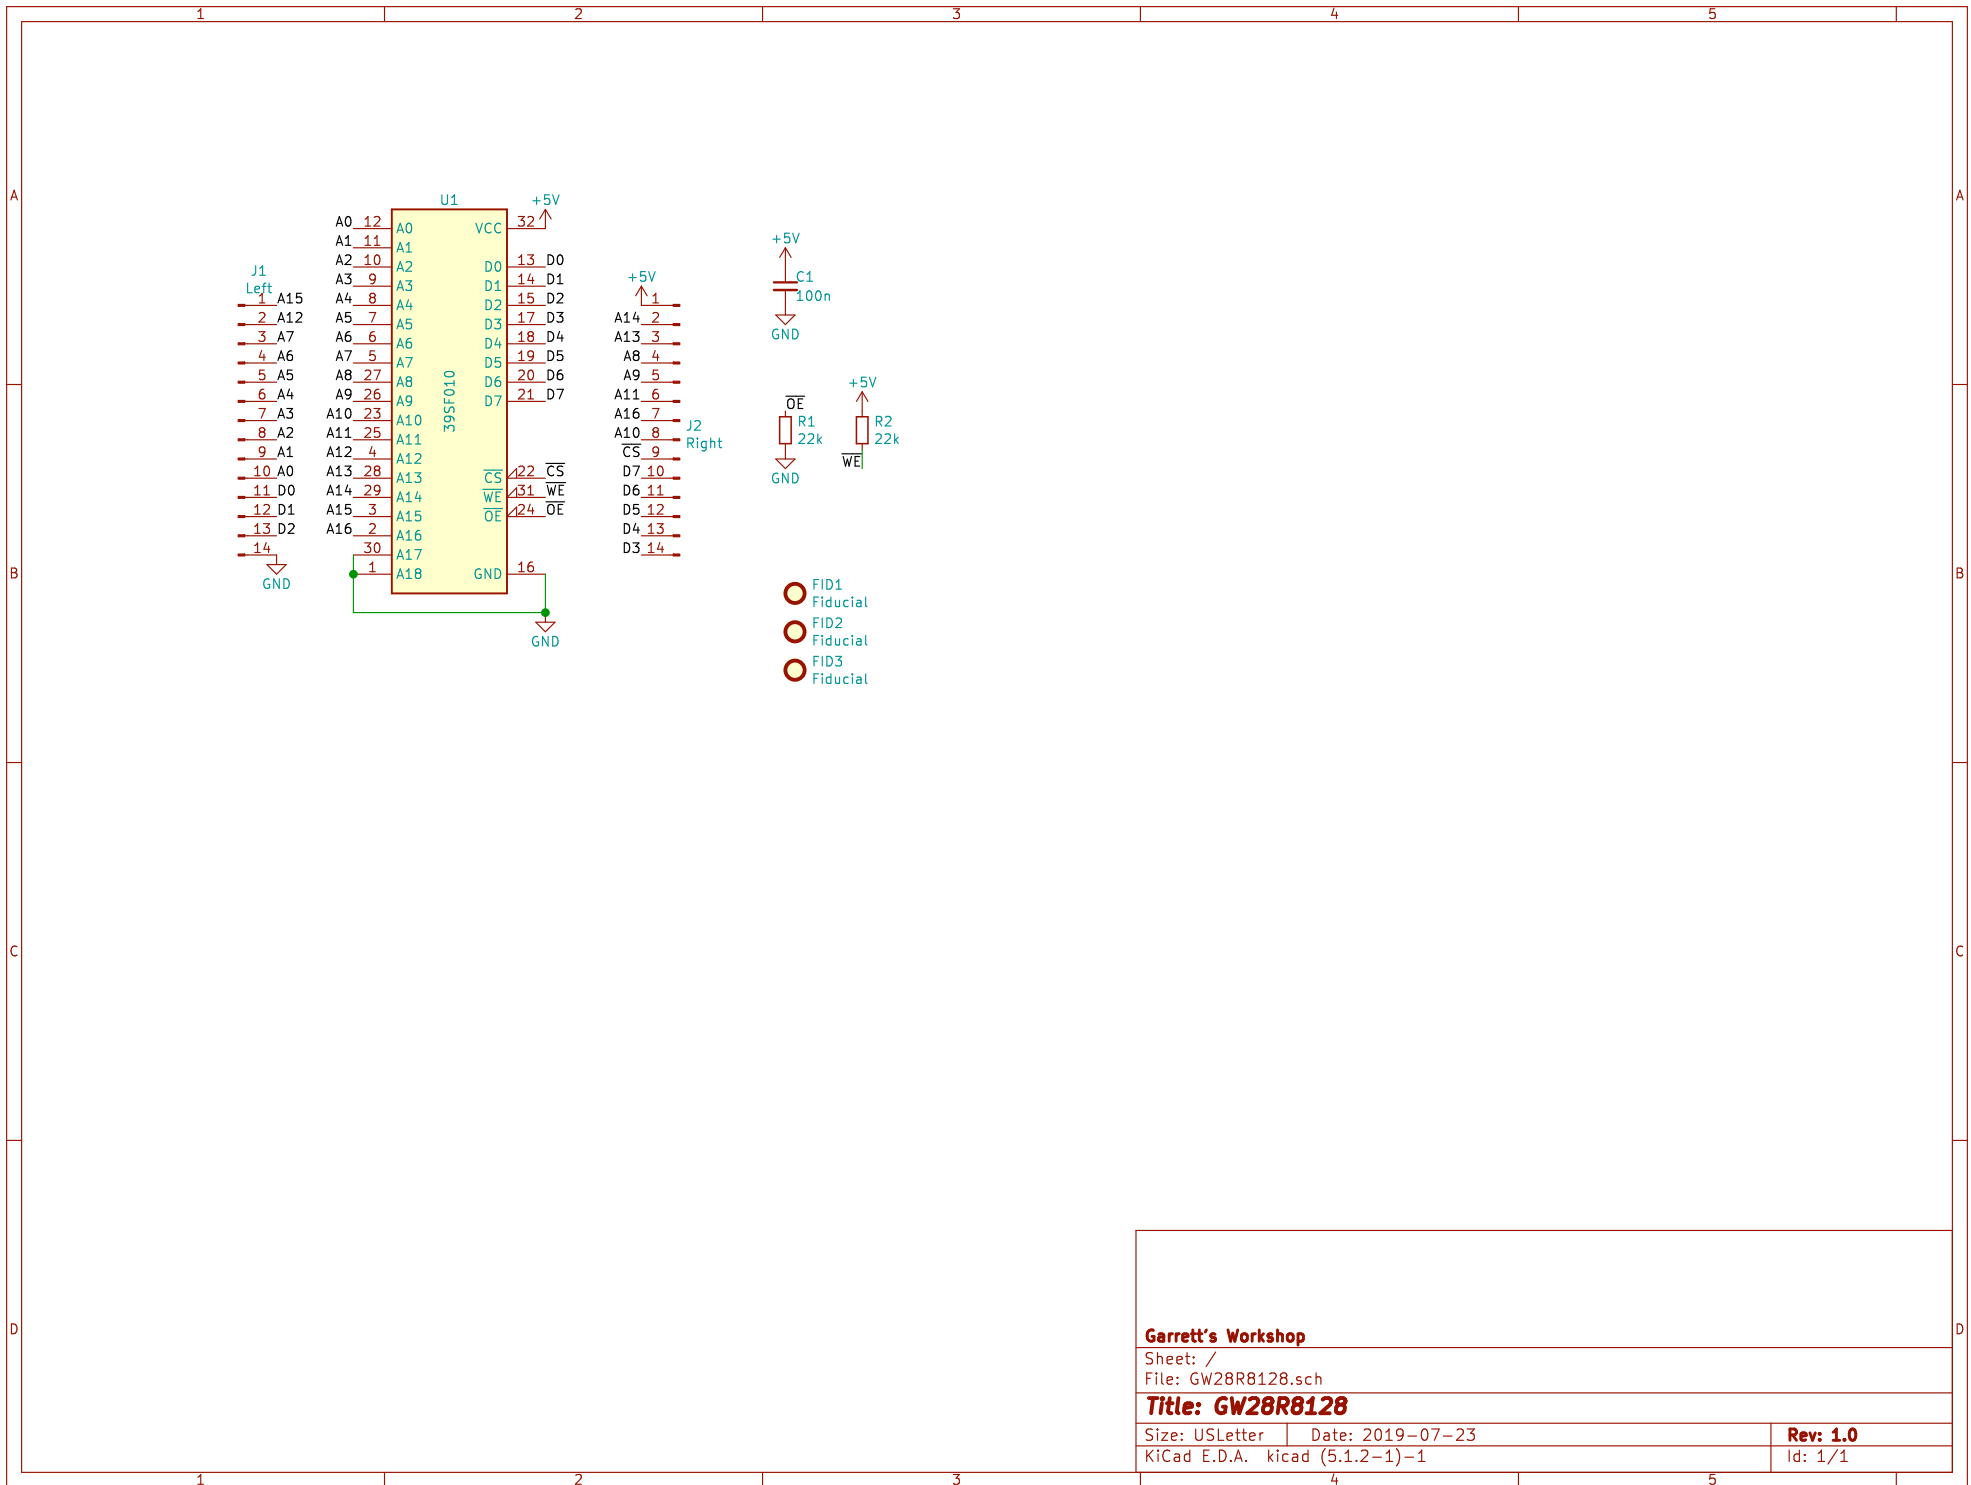 1 2 3 4 5
A A
B B
C C
D D
1 2 3 4 5
J1
Left
1 A15
2 A12
3 A7
4 A6
5 A5
6 A4
7 A3
8 A2
9 A1
10 A0
11 D0
12 D1
13 D2
14
GND
U1
39SF010
A0 12 A0
A1 11 A1
A2 10 A2
A3 9 A3
A4 8 A4
A5 7 A5
A6 6 A6
A7 5 A7
A8 27 A8
A9 26 A9
A10 23 A10
A11 25 A11
A12 4 A12
A13 28 A13
A14 29 A14
A15 3 A15
A16 2 A16
30 A17
1 A18
+5V
VCC 32
D0 13 D0
D1 14 D1
D2 15 D2
D3 17 D3
D4 18 D4
D5 19 D5
D6 20 D6
D7 21 D7
CS 22 CS
WE 31 WE
OE 24 OE
GND 16
GND
+5V
1
A14 2
A13 3
A8 4
A9 5
A11 6
A16 7
A10 8
CS 9
D7 10
D6 11
D5 12
D4 13
D3 14
J2
Right
+5V
C1
100n
GND
OE
R1
22k
GND
+5V
R2
22k
WE
FID1
Fiducial
FID2
Fiducial
FID3
Fiducial
Garrett's Workshop
Sheet: /
File: GW28R8128.sch
Title: GW28R8128
Size: USLetter Date: 2019-07-23 Rev: 1.0
KiCad E.D.A. kicad (5.1.2-1)-1 Id: 1/1